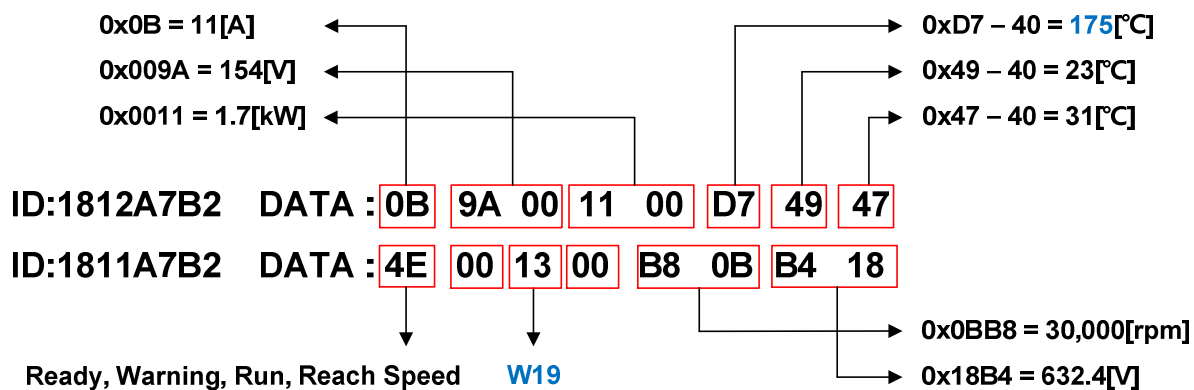 0x0B = 11[A]
0xD7 – 40 = 175[℃]
0x009A = 154[V]
0x49 – 40 = 23[℃]
0x0011 = 1.7[kW]
0x47 – 40 = 31[℃]
ID:1812A7B2 DATA : 0B 9A 00 11 00 D7 49 47
ID:1811A7B2 DATA : 4E 00 13 00 B8 0B B4 18
0x0BB8 = 30,000[rpm]
Ready, Warning, Run, Reach Speed W19
0x18B4 = 632.4[V]